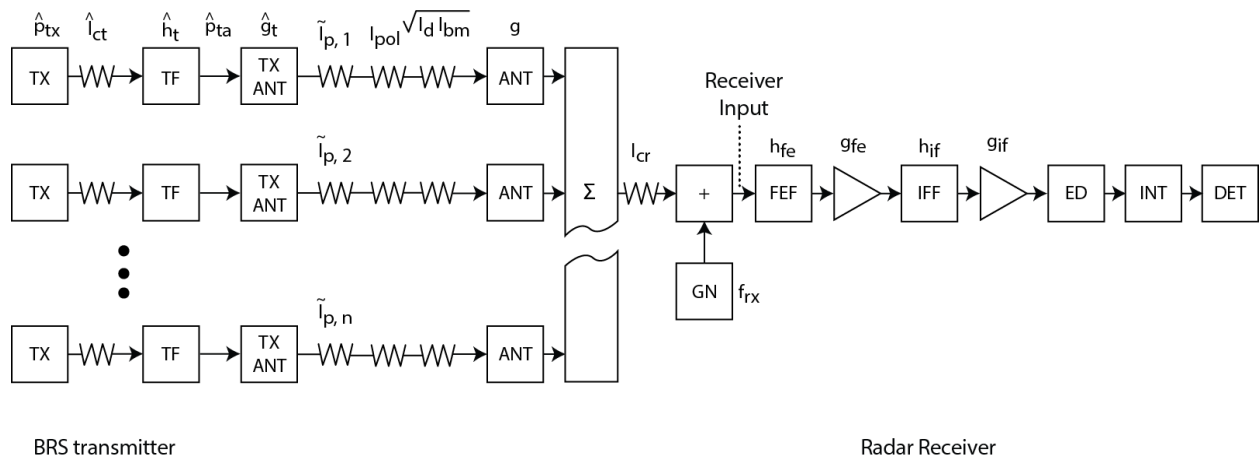 p̂tx l̂ct ĥt p̂ta ĝt l̃p, 1 lpol √ld lbm g
TX TF TX ANT ANT
Receiver
Input
l̃p, 2 lcr hfe gfe hif gif
TX TF TX ANT ANT Σ + FEF IFF ED INT DET
GN frx
l̃p, n
TX TF TX ANT ANT
BRS transmitter Radar Receiver